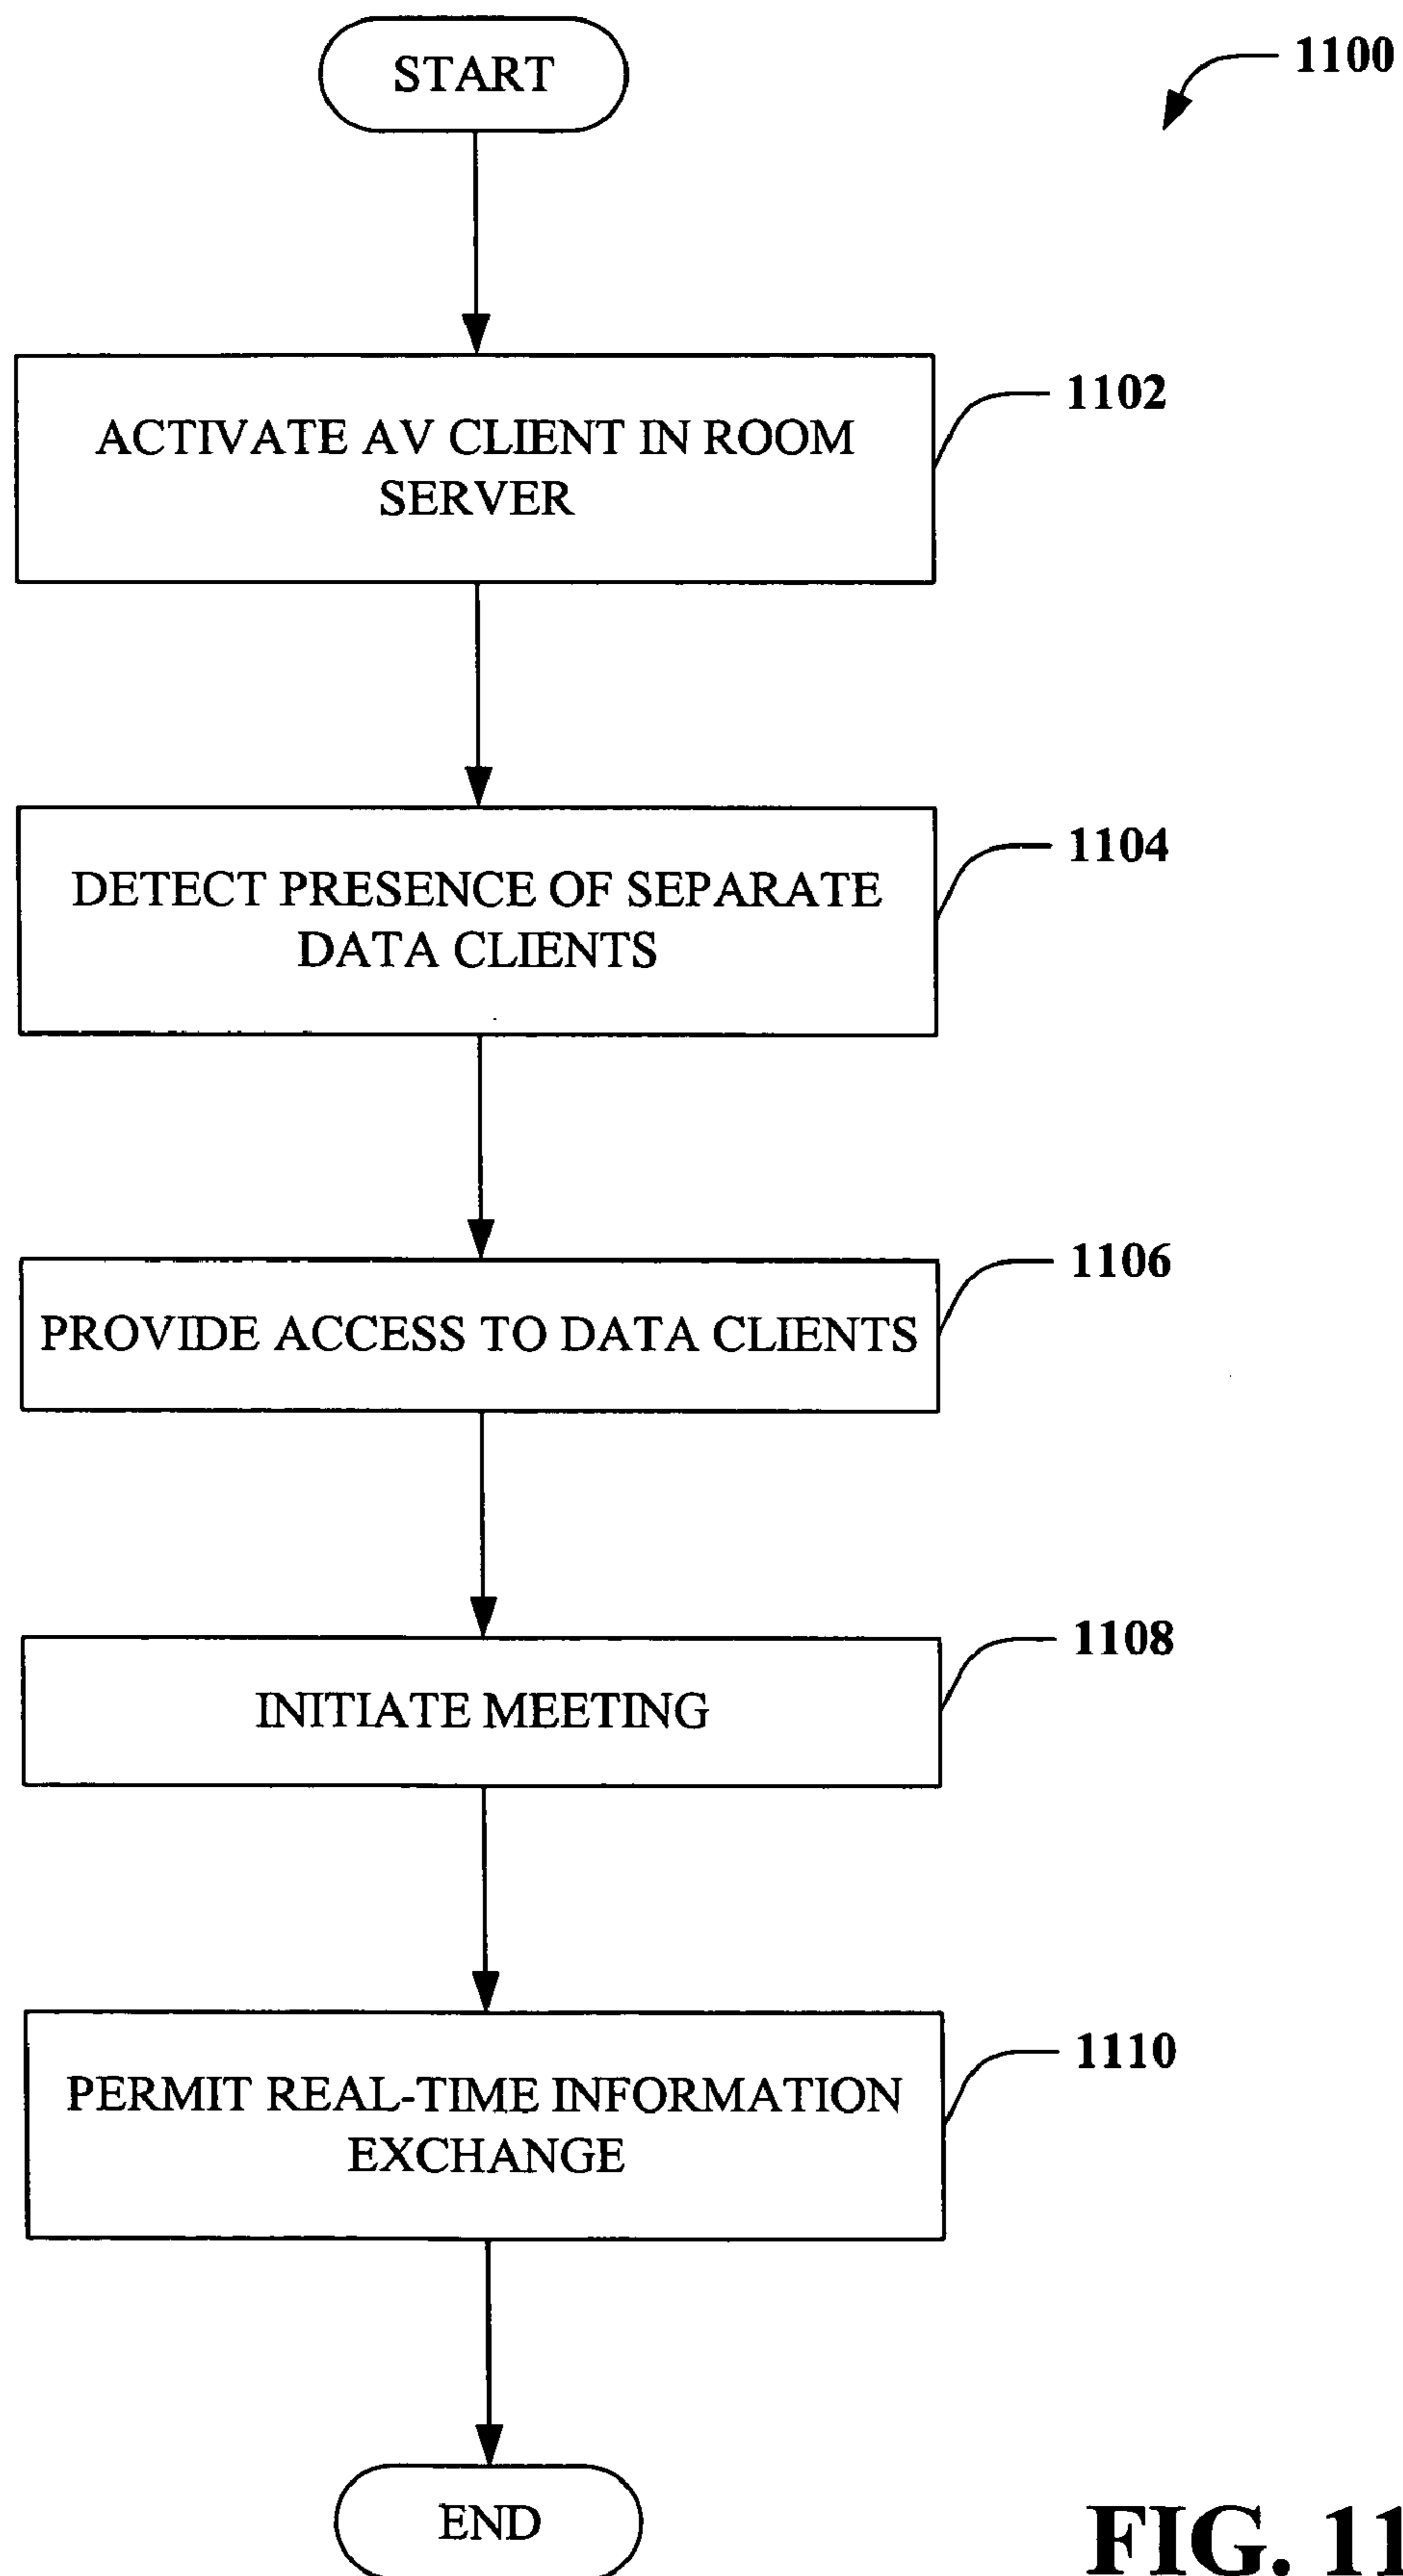 START
1100
ACTIVATE AV CLIENT IN ROOM
SERVER
1102
DETECT PRESENCE OF SEPARATE
DATA CLIENTS
1104
PROVIDE ACCESS TO DATA CLIENTS
1106
INITIATE MEETING
1108
PERMIT REAL-TIME INFORMATION
EXCHANGE
1110
END
FIG. 11